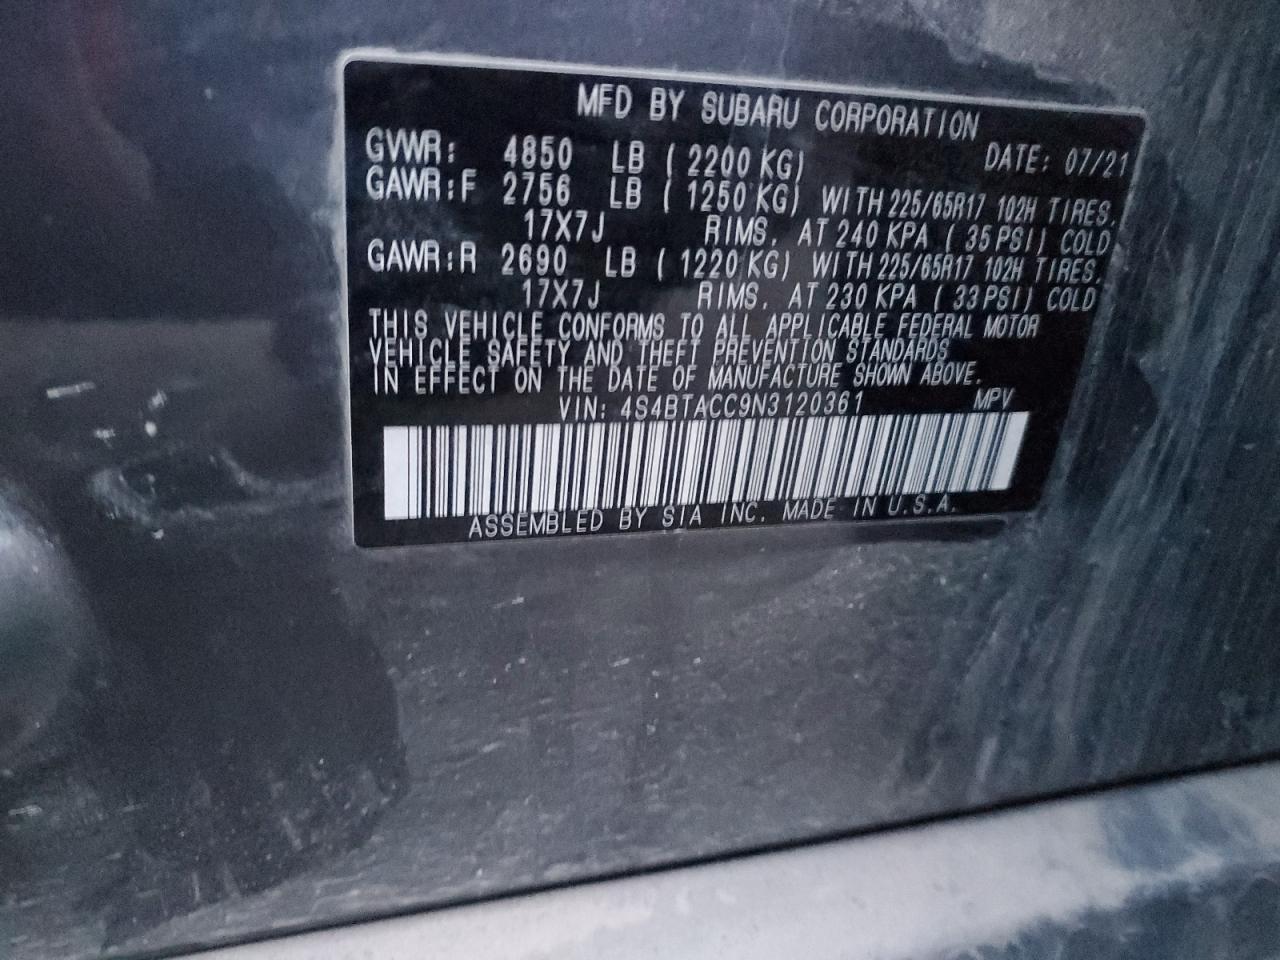 MFD BY SUBARU CORPORATION
DATE: 07/21
GVWR: 4850 LB ( 2200 KG)
GAWR:F 2756 LB ( 1250 KG) WITH 225/65R17 102H TIRES.
17X7J RIMS. AT 240 KPA ( 35 PSI) COLD
GAWR:R 2690 LB ( 1220 KG) WITH 225/65R17 102H TIRES.
17X7J RIMS. AT 230 KPA ( 33 PSI) COLD
THIS VEHICLE CONFORMS TO ALL APPLICABLE FEDERAL MOTOR
VEHICLE SAFETY AND THEFT PREVENTION STANDARDS
IN EFFECT ON THE DATE OF MANUFACTURE SHOWN ABOVE.
VIN: 4S4BTACC9N3120361 MPV
ASSEMBLED BY SIA INC. MADE IN U.S.A.